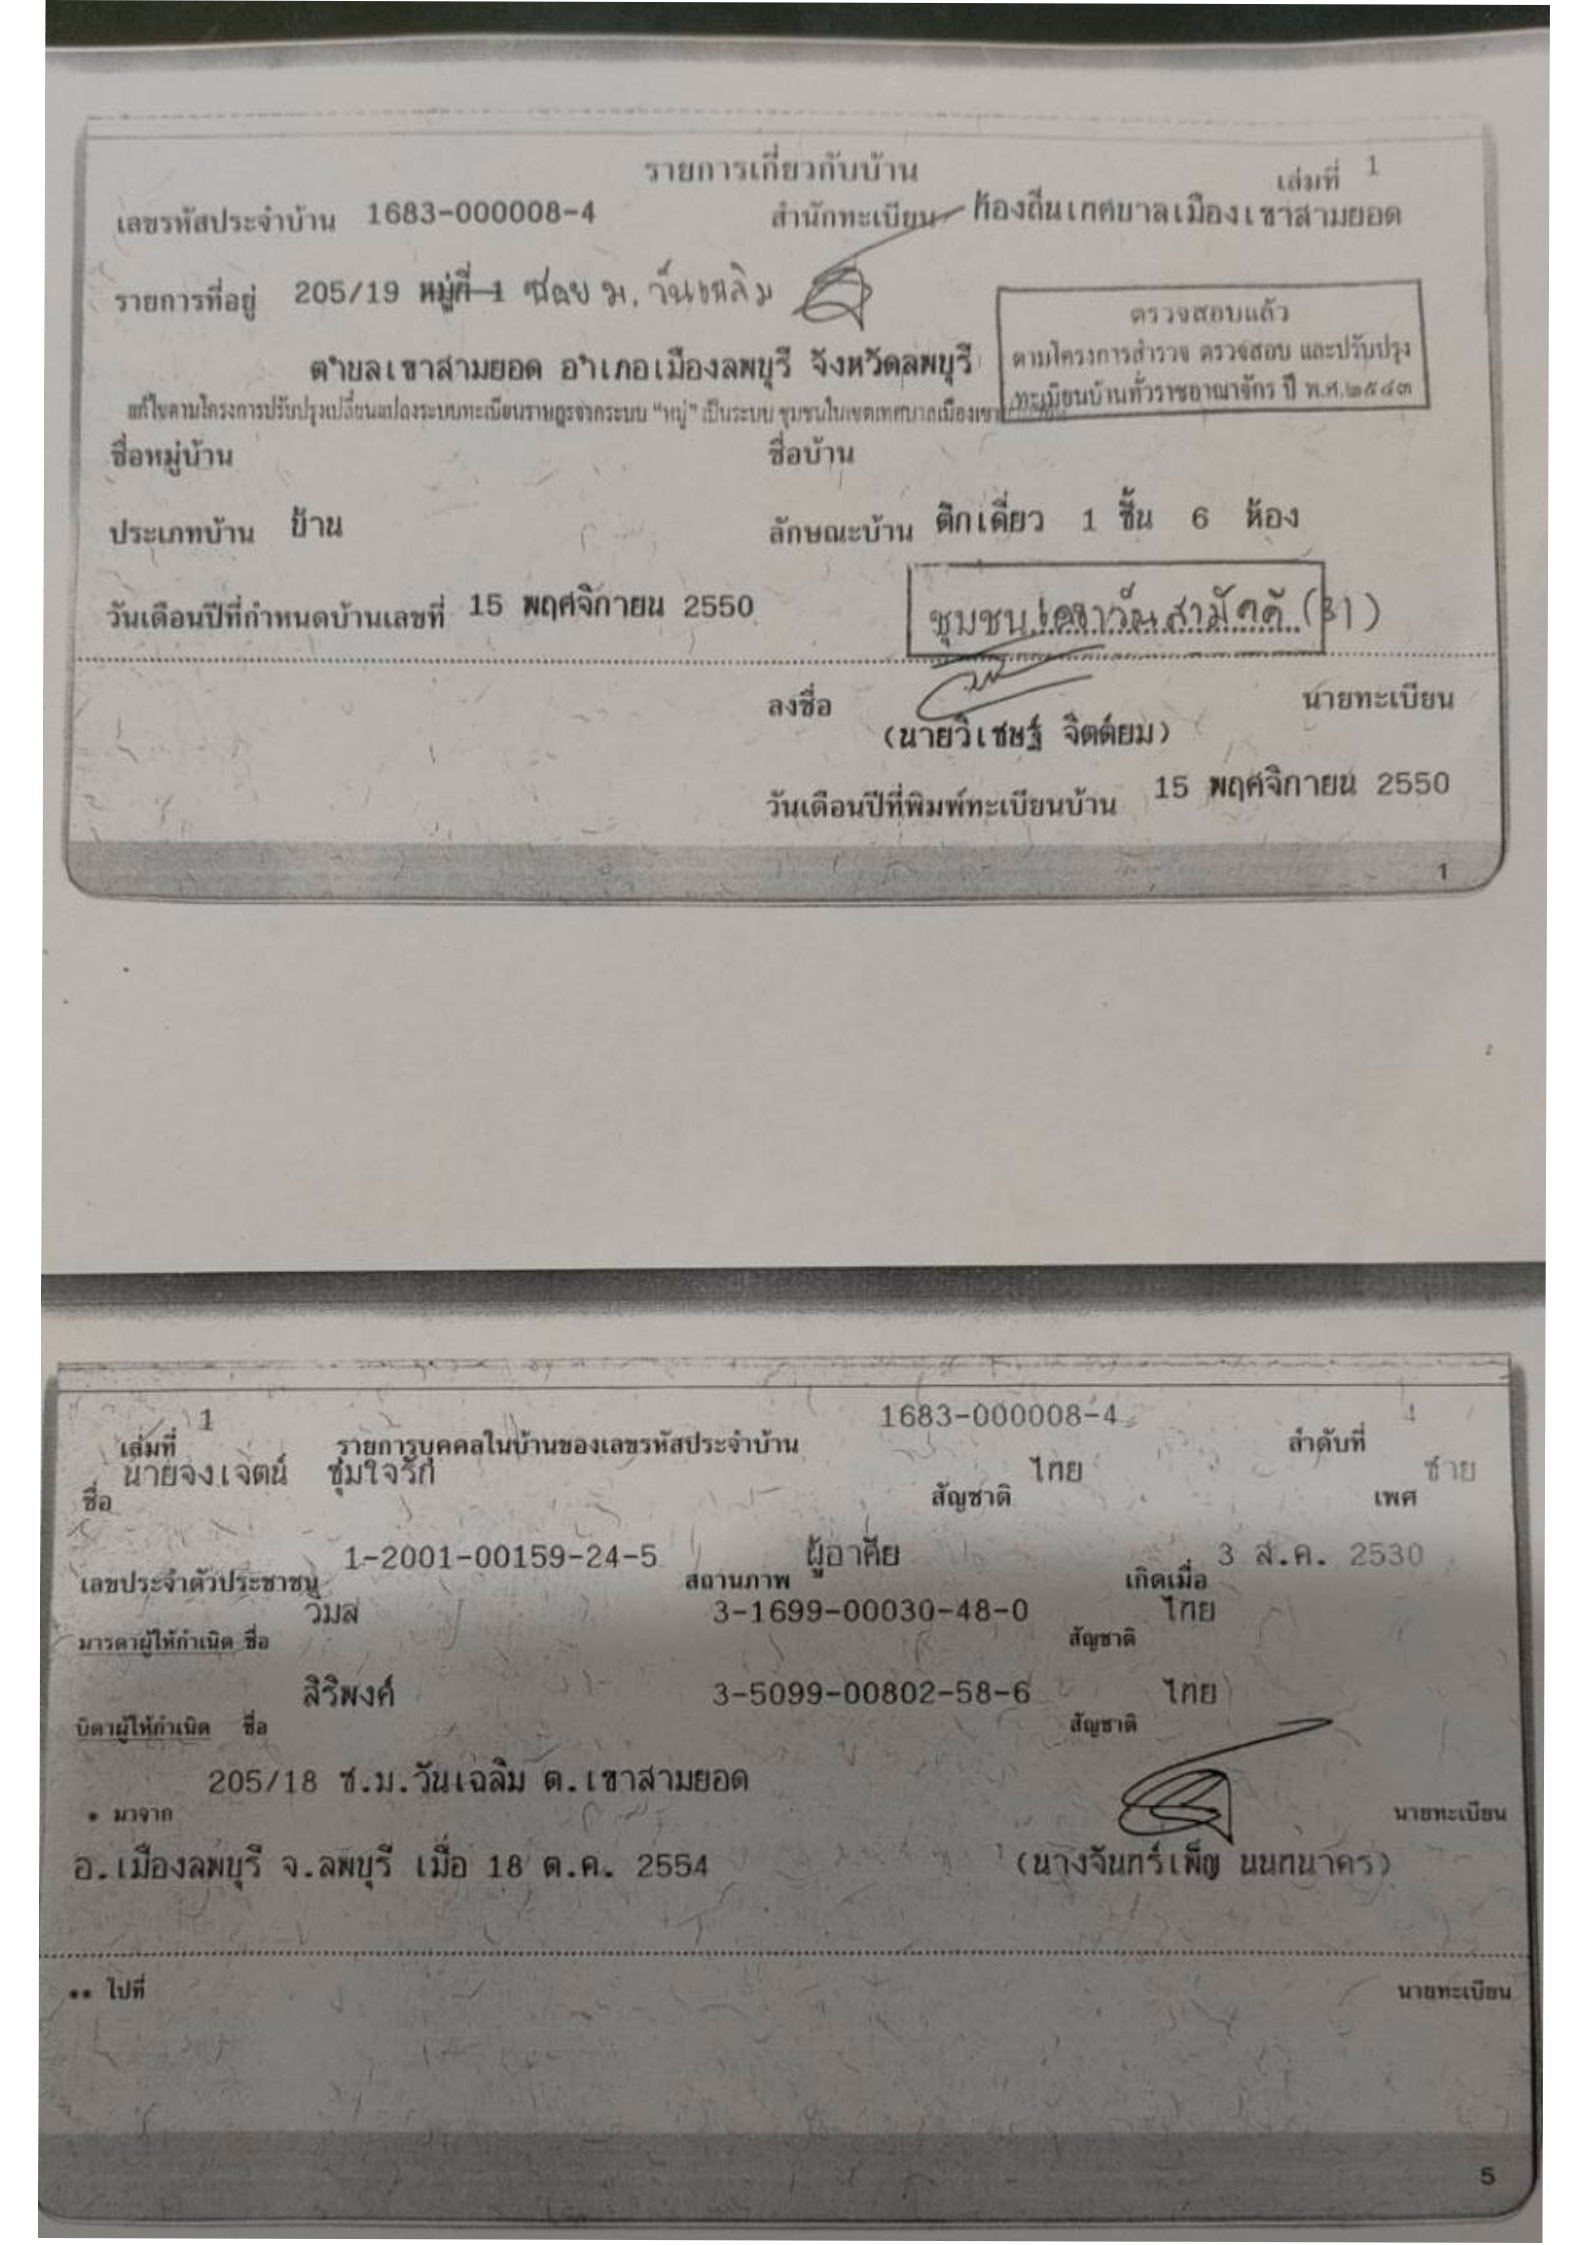 รายการเกี่ยวกับบ้าน เล่มที่ 1
เลขรหัสประจำบ้าน 1683-000008-4 สำนักทะเบียน ท้องถิ่นเทศบาลเมืองเขาสามยอด
รายการที่อยู่ 205/19 หมู่ที่ 1 ซอย ม.วันเฉลิม
ตำบลเขาสามยอด อำเภอเมืองลพบุรี จังหวัดลพบุรี
ตรวจสอบแล้ว
ตามโครงการสำรวจ ตรวจสอบ และปรับปรุง
ทะเบียนบ้านทั่วราชอาณาจักร ปี พ.ศ.๒๕๔๓
แก้ไขตามโครงการปรับปรุงเปลี่ยนแปลงระบบทะเบียนราษฎรจากระบบ "หมู่" เป็นระบบ ชุมชนในเขตเทศบาลเมืองเขา
ชื่อหมู่บ้าน ชื่อบ้าน
ประเภทบ้าน บ้าน ลักษณะบ้าน ตึกเดี่ยว 1 ชั้น 6 ห้อง
วันเดือนปีที่กำหนดบ้านเลขที่ 15 พฤศจิกายน 2550
ชุมชน (31)
ลงชื่อ นายทะเบียน
(นายวิเชษฐ์ จิตต์ยม)
วันเดือนปีที่พิมพ์ทะเบียนบ้าน 15 พฤศจิกายน 2550
1
เล่มที่ 1 รายการบุคคลในบ้านของเลขรหัสประจำบ้าน 1683-000008-4 ลำดับที่ 4
ชื่อ นายจงเจตน์ ชุ่มใจรัก สัญชาติ ไทย เพศ ชาย
เลขประจำตัวประชาชน 1-2001-00159-24-5 สถานภาพ ผู้อาศัย เกิดเมื่อ 3 ส.ค. 2530
มารดาผู้ให้กำเนิด ชื่อ วิมล 3-1699-00030-48-0 สัญชาติ ไทย
บิดาผู้ให้กำเนิด ชื่อ สิริพงศ์ 3-5099-00802-58-6 สัญชาติ ไทย
* มาจาก 205/18 ซ.ม.วันเฉลิม ต.เขาสามยอด นายทะเบียน
อ.เมืองลพบุรี จ.ลพบุรี เมื่อ 18 ต.ค. 2554 (นางจันทร์เพ็ญ นนทนาคร)
** ไปที่ นายทะเบียน
5